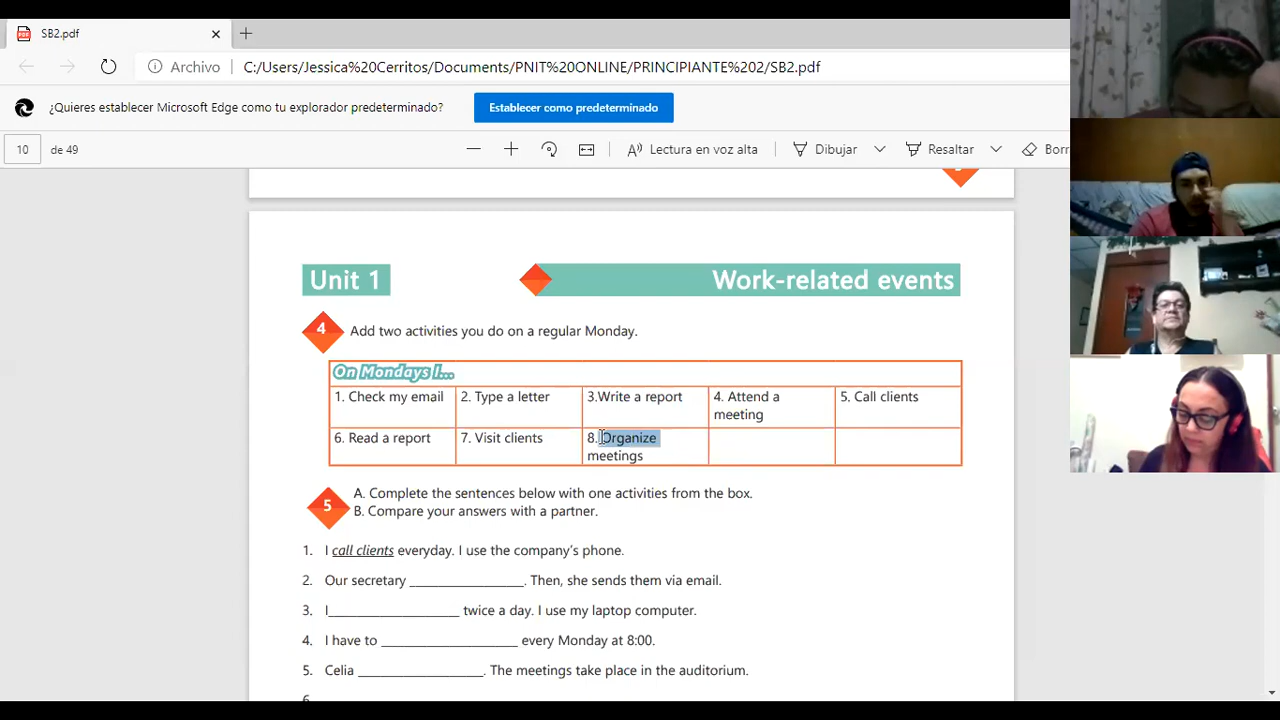 SB2.pdf
Archivo C:/Users/Jessica%20Cerritos/Documents/PNIT%20ONLINE/PRINCIPIANTE%202/SB2.pdf
¿Quieres establecer Microsoft Edge como tu explorador predeterminado? Establecer como predeterminado
10 de 49 Lectura en voz alta Dibujar Resaltar Borr
Unit 1 Work-related events
4 Add two activities you do on a regular Monday.
On Mondays I...
1. Check my email 2. Type a letter 3.Write a report 4. Attend a meeting 5. Call clients
6. Read a report 7. Visit clients 8. Organize meetings
5 A. Complete the sentences below with one activities from the box.
B. Compare your answers with a partner.
1. I call clients everyday. I use the company's phone.
2. Our secretary __________________. Then, she sends them via email.
3. I_____________________ twice a day. I use my laptop computer.
4. I have to ______________________ every Monday at 8:00.
5. Celia ____________________. The meetings take place in the auditorium.